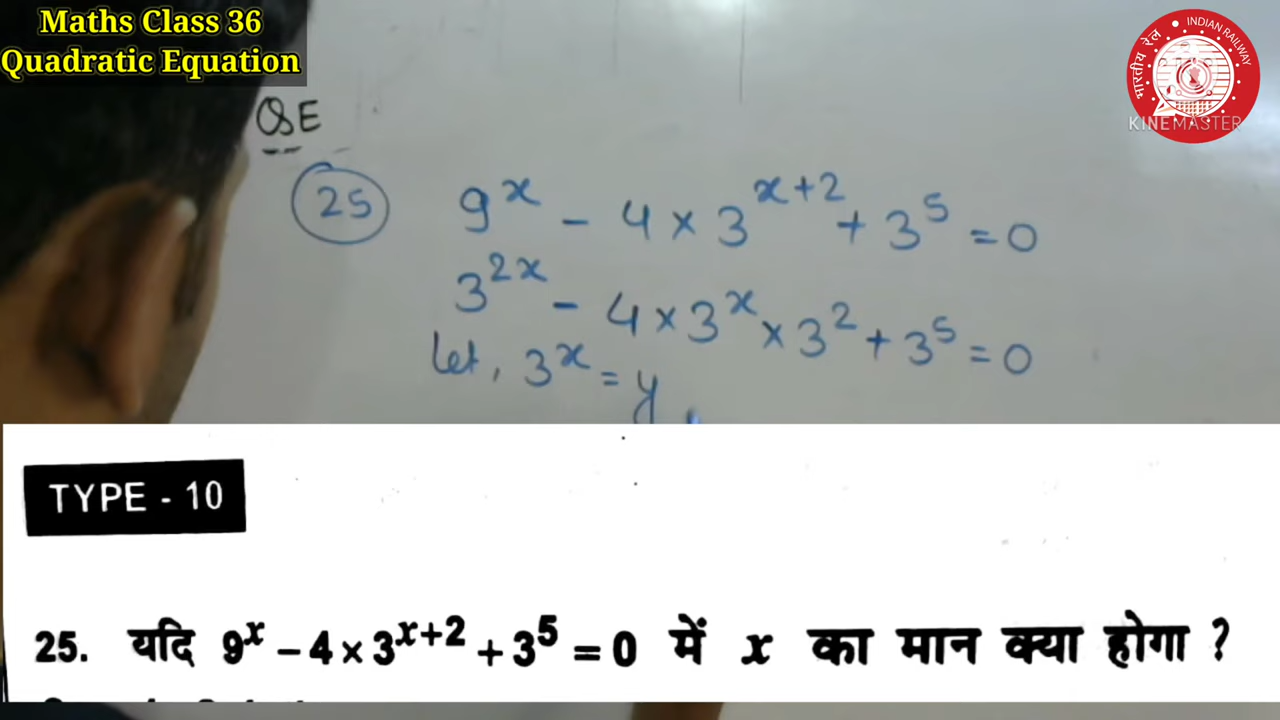 Maths Class 36
Quadratic Equation
भारतीय रेल INDIAN RAILWAY
KINEMASTER
QE
25 9^x - 4 × 3^{x+2} + 3^5 = 0
3^{2x} - 4 × 3^x × 3^2 + 3^5 = 0
let, 3^x = y
TYPE - 10
25. यदि 9^x - 4 × 3^{x+2} + 3^5 = 0 में x का मान क्या होगा ?